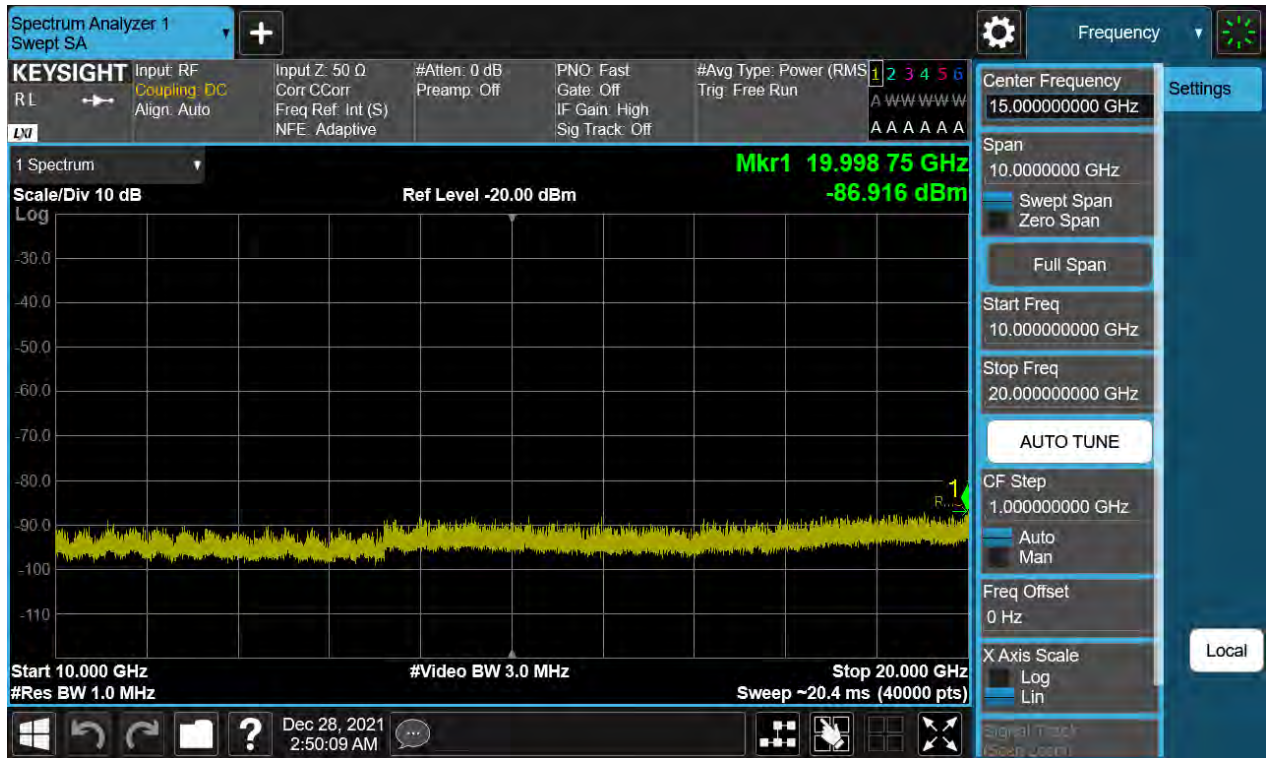 Spectrum Analyzer 1
Swept SA
+
Frequency
KEYSIGHT
RL
LXI
Input: RF
Coupling: DC
Align: Auto
Input Z: 50 Ω
Corr CCorr
Freq Ref: Int (S)
NFE: Adaptive
#Atten: 0 dB
Preamp: Off
PNO: Fast
Gate: Off
IF Gain: High
Sig Track: Off
#Avg Type: Power (RMS
Trig: Free Run
1 2 3 4 5 6
A W W W W W
A A A A A A
1 Spectrum
Scale/Div 10 dB
Log
Ref Level -20.00 dBm
Mkr1 19.998 75 GHz
-86.916 dBm
-30.0
-40.0
-50.0
-60.0
-70.0
-80.0
-90.0
-100
-110
1
Start 10.000 GHz
#Res BW 1.0 MHz
#Video BW 3.0 MHz
Stop 20.000 GHz
Sweep ~20.4 ms (40000 pts)
Center Frequency
15.000000000 GHz
Settings
Span
10.0000000 GHz
Swept Span
Zero Span
Full Span
Start Freq
10.000000000 GHz
Stop Freq
20.000000000 GHz
AUTO TUNE
CF Step
1.000000000 GHz
Auto
Man
Freq Offset
0 Hz
X Axis Scale
Log
Lin
Local
Signal Track
(Span Zoom)
?
Dec 28, 2021
2:50:09 AM